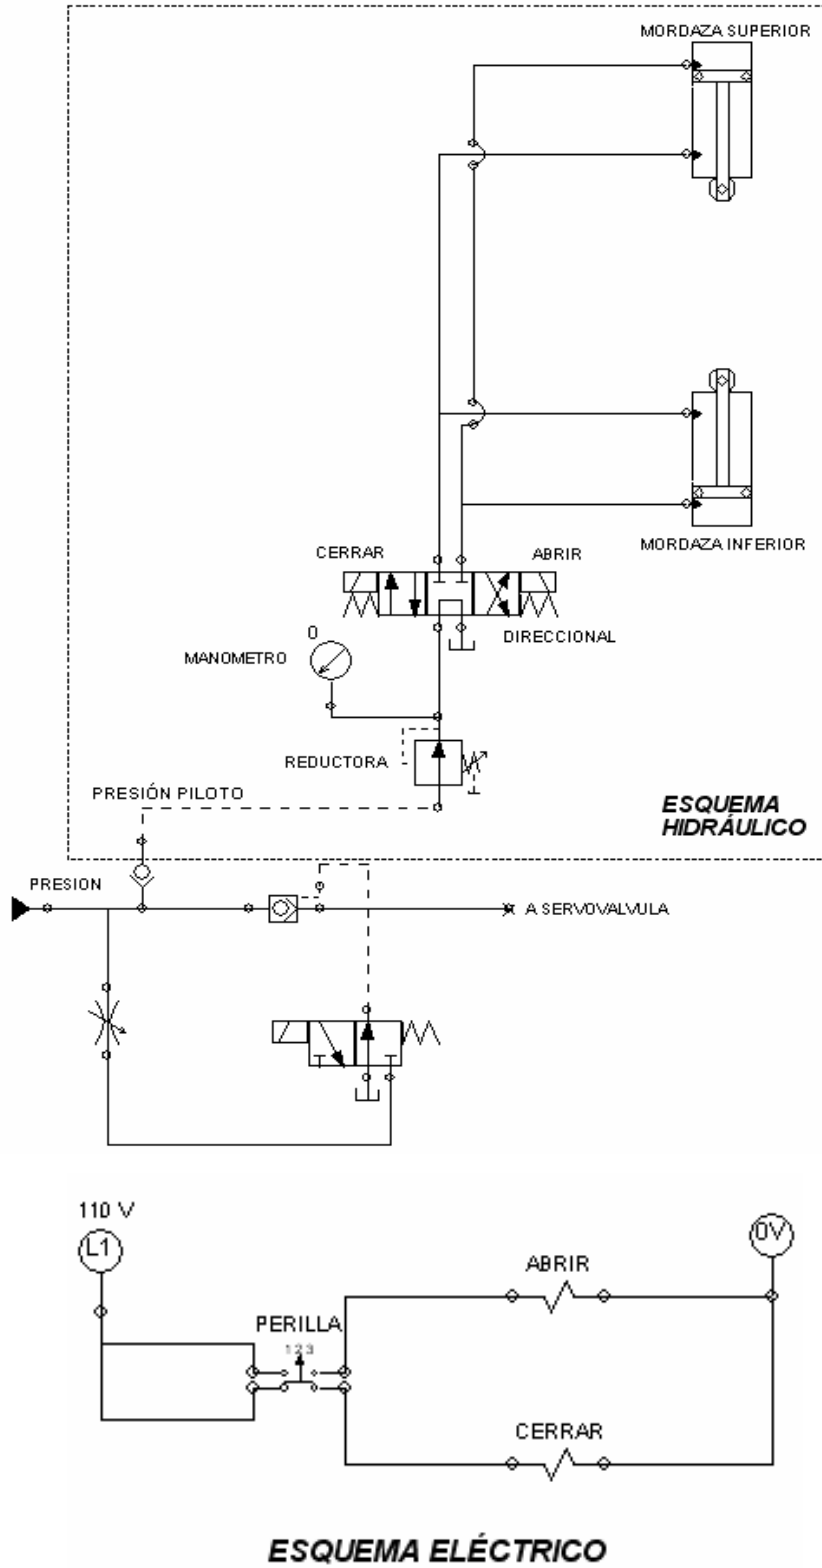 MORDAZA SUPERIOR
MORDAZA INFERIOR
CERRAR
ABRIR
DIRECCIONAL
0
MANOMETRO
REDUCTORA
PRESIÓN PILOTO
ESQUEMA
HIDRÁULICO
PRESION
A SERVOVALVULA
110 V
L1
0V
ABRIR
PERILLA
1 2 3
CERRAR
ESQUEMA ELÉCTRICO